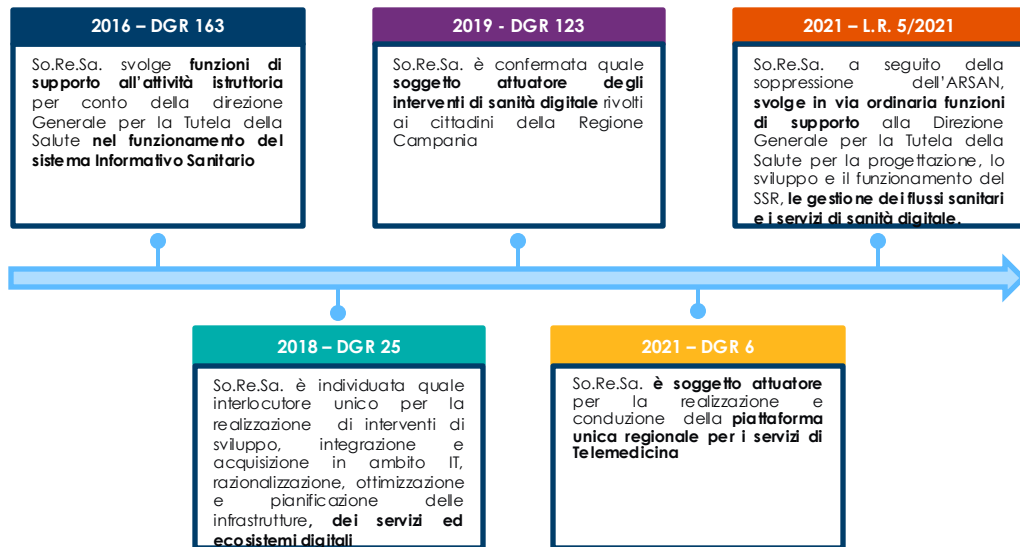 2016 – DGR 163
So.Re.Sa. svolge funzioni di
supporto all'attività istruttoria
per conto della direzione
Generale per la Tutela della
Salute nel funzionamento del
sistema Informativo Sanitario
2019 - DGR 123
So.Re.Sa. è confermata quale
soggetto attuatore degli
interventi di sanità digitale rivolti
ai cittadini della Regione
Campania
2021 – L.R. 5/2021
So.Re.Sa. a seguito della
soppressione dell'ARSAN,
svolge in via ordinaria funzioni
di supporto alla Direzione
Generale per la Tutela della
Salute per la progettazione, lo
sviluppo e il funzionamento del
SSR, le gestione dei flussi sanitari
e i servizi di sanità digitale.
2018 – DGR 25
So.Re.Sa. è individuata quale
interlocutore unico per la
realizzazione di interventi di
sviluppo, integrazione e
acquisizione in ambito IT,
razionalizzazione, ottimizzazione
e pianificazione delle
infrastrutture, dei servizi ed
ecosistemi digitali
2021 – DGR 6
So.Re.Sa. è soggetto attuatore
per la realizzazione e
conduzione della piattaforma
unica regionale per i servizi di
Telemedicina